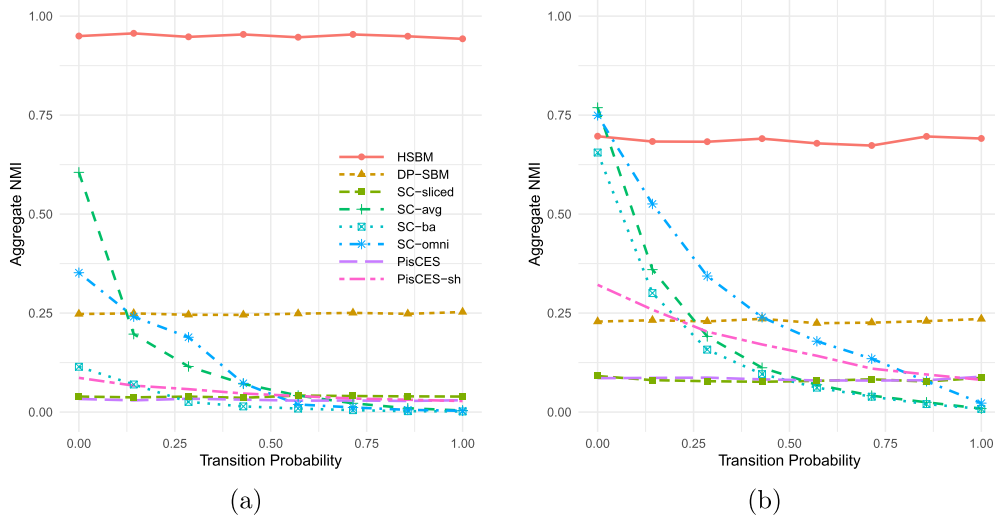 1.00
0.75
0.50
0.25
0.00
Aggregate NMI
0.00 0.25 0.50 0.75 1.00
Transition Probability
HSBM
DP−SBM
SC−sliced
SC−avg
SC−ba
SC−omni
PisCES
PisCES−sh
(a)
1.00
0.75
0.50
0.25
0.00
Aggregate NMI
0.00 0.25 0.50 0.75 1.00
Transition Probability
(b)